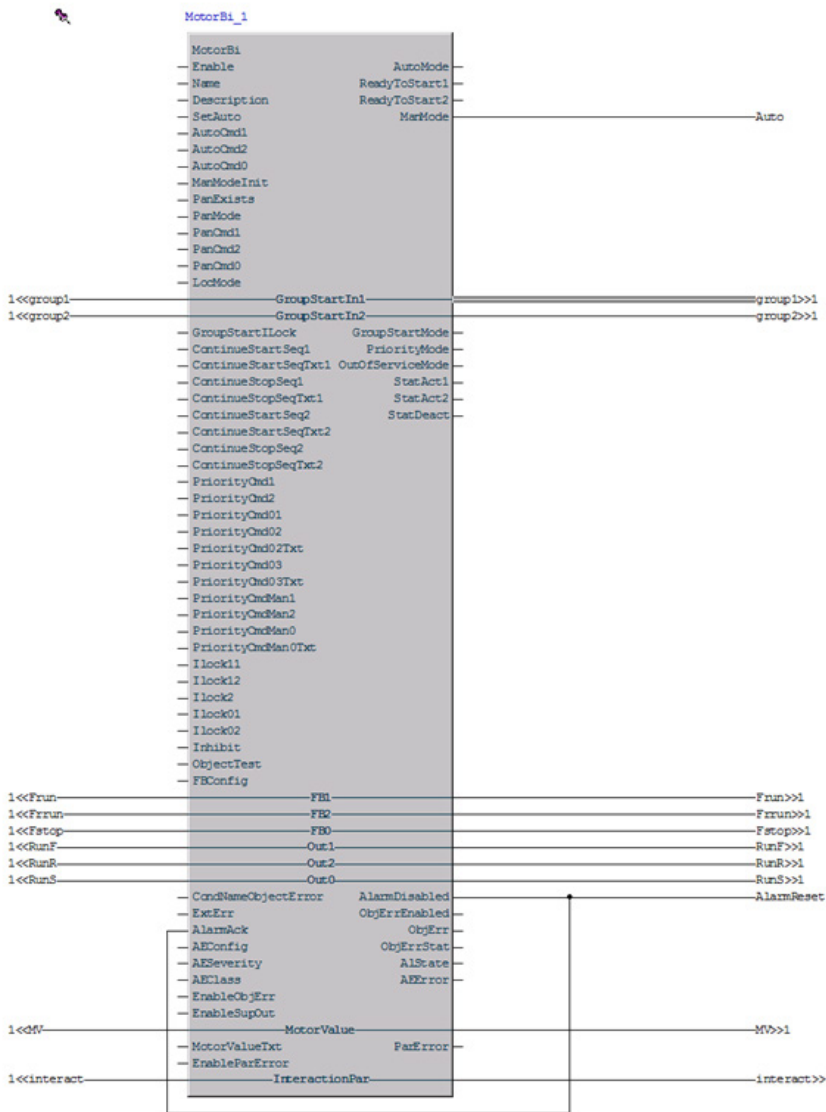 MotorBi_1
MotorBi
Enable AutoMode
Name ReadyToStart1
Description ReadyToStart2
SetAuto ManMode Auto
AutoCmd1
AutoCmd2
AutoCmd0
ManModeInit
PanExists
PanMode
PanCmd1
PanCmd2
PanCmd0
LocMode
1<<group1 GroupStartIn1 group1>>1
1<<group2 GroupStartIn2 group2>>1
GroupStartILock GroupStartMode
ContinueStartSeq1 PriorityMode
ContinueStartSeqTxt1 OutOfServiceMode
ContinueStopSeq1 StatAct1
ContinueStopSeqTxt1 StatAct2
ContinueStartSeq2 StatDeact
ContinueStartSeqTxt2
ContinueStopSeq2
ContinueStopSeqTxt2
PriorityCmd1
PriorityCmd2
PriorityCmd01
PriorityCmd02
PriorityCmd02Txt
PriorityCmd03
PriorityCmd03Txt
PriorityCmdMan1
PriorityCmdMan2
PriorityCmdMan0
PriorityCmdMan0Txt
Ilock11
Ilock12
Ilock2
Ilock01
Ilock02
Inhibit
ObjectTest
FBConfig
1<<Frun FB1 Frun>>1
1<<Frrun FB2 Frrun>>1
1<<Fstop FB0 Fstop>>1
1<<RunF Out1 RunF>>1
1<<RunR Out2 RunR>>1
1<<RunS Out0 RunS>>1
CondNameObjectError AlarmDisabled AlarmReset
ExtErr ObjErrEnabled
AlarmAck ObjErr
AEConfig ObjErrStat
AESeverity AlState
AEClass AEError
EnableObjErr
EnableSupOut
1<<MV MotorValue MV>>1
MotorValueTxt ParError
EnableParError
1<<interact InteractionPar interact>>